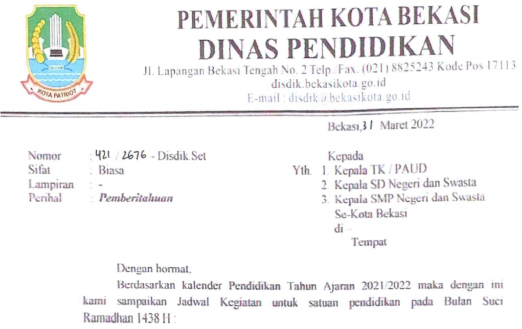 PEMERINTAH KOTA BEKASI
DINAS PENDIDIKAN
Jl. Lapangan Bekasi Tengah No. 2 Telp./Fax. (021) 8825243 Kode Pos 17113
disdik.bekasikota.go.id
E-mail : disdik@bekasikota.go.id
KOTA PATRIOT
Bekasi, 31 Maret 2022
Nomor : 421 / 2676 - Disdik Set
Sifat : Biasa
Lampiran : -
Perihal : Pemberitahuan
Kepada
Yth. 1. Kepala TK / PAUD
2. Kepala SD Negeri dan Swasta
3. Kepala SMP Negeri dan Swasta
Se-Kota Bekasi
di -
Tempat
Dengan hormat,
Berdasarkan kalender Pendidikan Tahun Ajaran 2021/2022 maka dengan ini
kami sampaikan Jadwal Kegiatan untuk satuan pendidikan pada Bulan Suci
Ramadhan 1438 H :